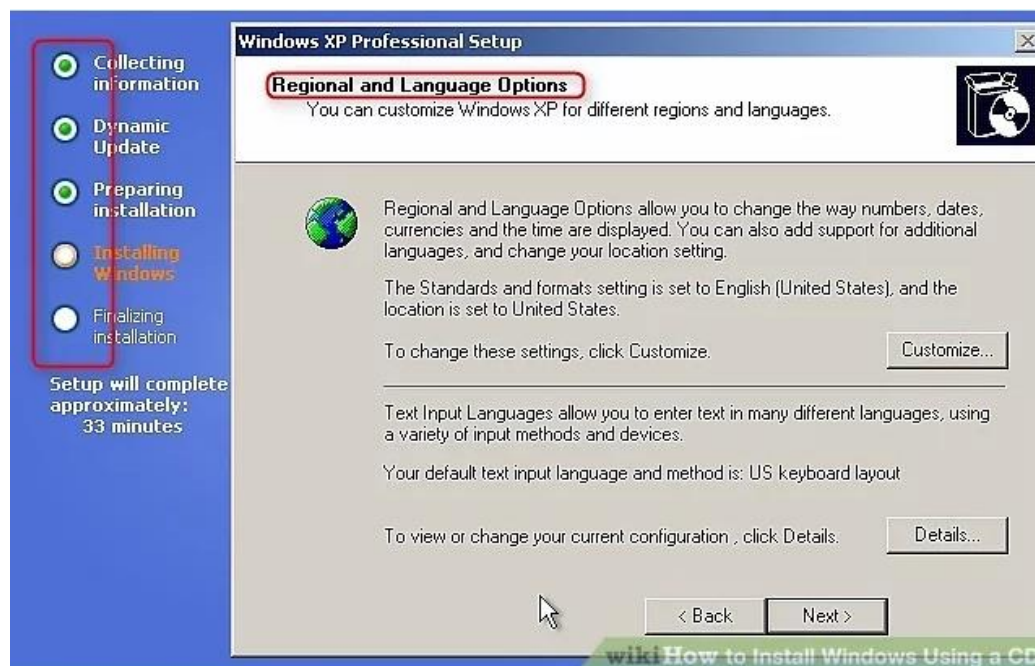 Collecting
information
Dynamic
Update
Preparing
installation
Installing
Windows
Finalizing
installation
Setup will complete
approximately:
33 minutes
Windows XP Professional Setup
Regional and Language Options
You can customize Windows XP for different regions and languages.
Regional and Language Options allow you to change the way numbers, dates,
currencies and the time are displayed. You can also add support for additional
languages, and change your location setting.
The Standards and formats setting is set to English (United States), and the
location is set to United States.
To change these settings, click Customize.
Customize...
Text Input Languages allow you to enter text in many different languages, using
a variety of input methods and devices.
Your default text input language and method is: US keyboard layout
To view or change your current configuration , click Details.
Details...
< Back
Next >
wikiHow to Install Windows Using a CD